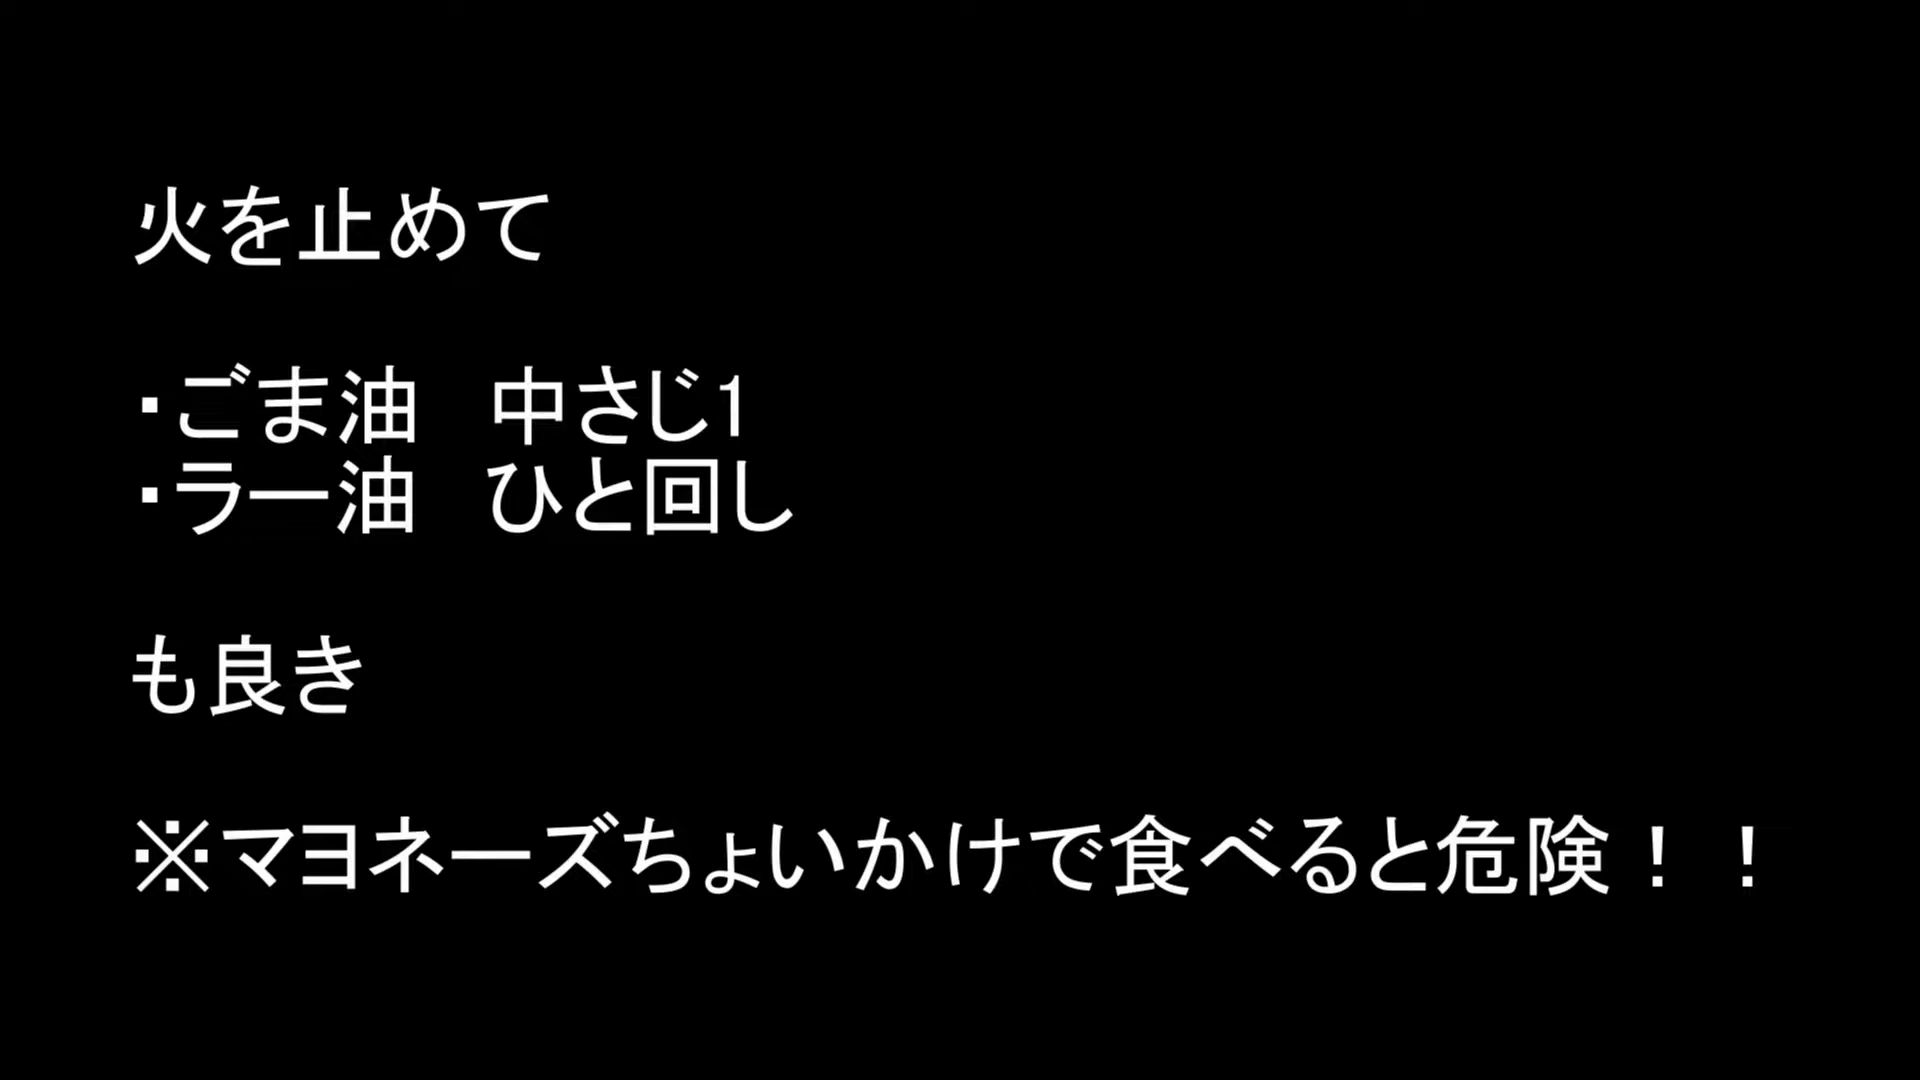 火を止めて
・ごま油　中さじ1
・ラー油　ひと回し
も良き
※マヨネーズちょいかけで食べると危険！！